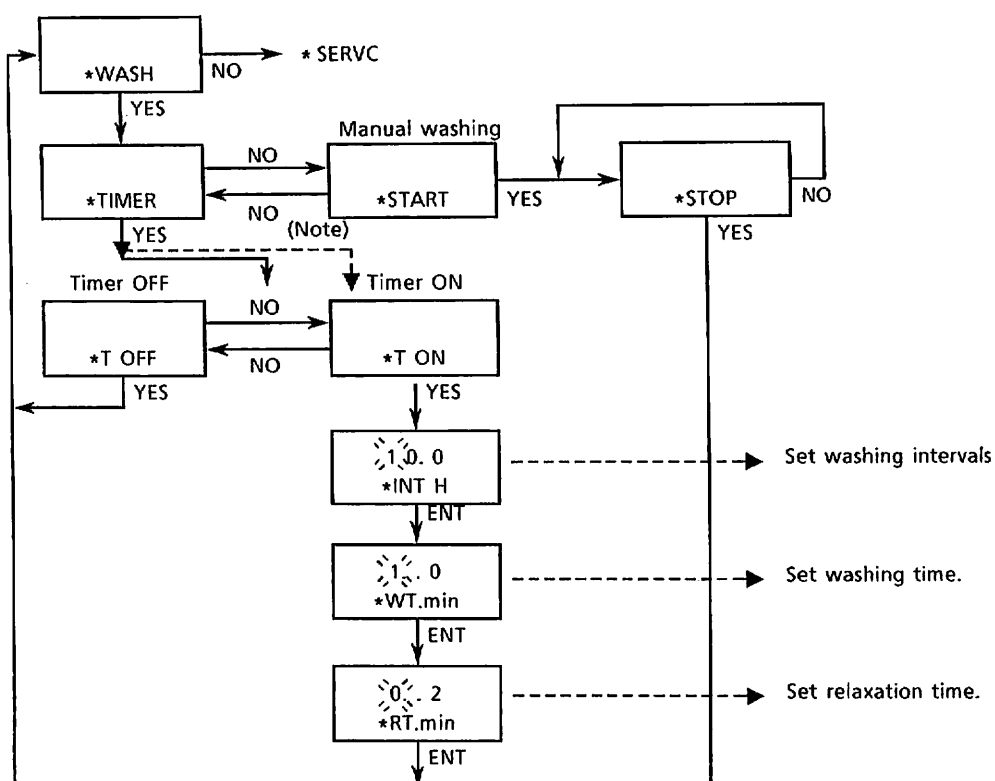 *WASH
NO
* SERVC
YES
Manual washing
*TIMER
NO
NO
*START
YES
*STOP
NO
YES
YES
(Note)
Timer OFF
Timer ON
*T OFF
NO
NO
*T ON
YES
YES
10.0
*INT H
Set washing intervals
ENT
1.0
*WT.min
Set washing time.
ENT
0.2
*RT.min
Set relaxation time.
ENT